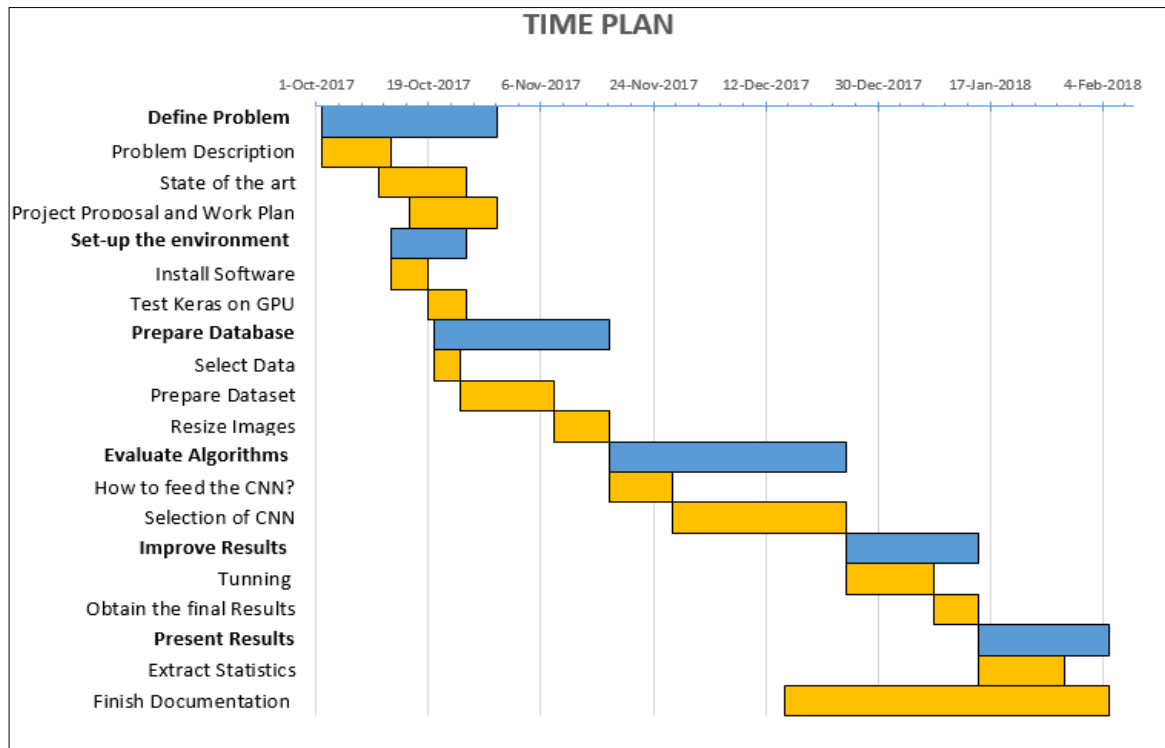 TIME PLAN
1-Oct-2017 19-Oct-2017 6-Nov-2017 24-Nov-2017 12-Dec-2017 30-Dec-2017 17-Jan-2018 4-Feb-2018
Define Problem
Problem Description
State of the art
Project Proposal and Work Plan
Set-up the environment
Install Software
Test Keras on GPU
Prepare Database
Select Data
Prepare Dataset
Resize Images
Evaluate Algorithms
How to feed the CNN?
Selection of CNN
Improve Results
Tunning
Obtain the final Results
Present Results
Extract Statistics
Finish Documentation